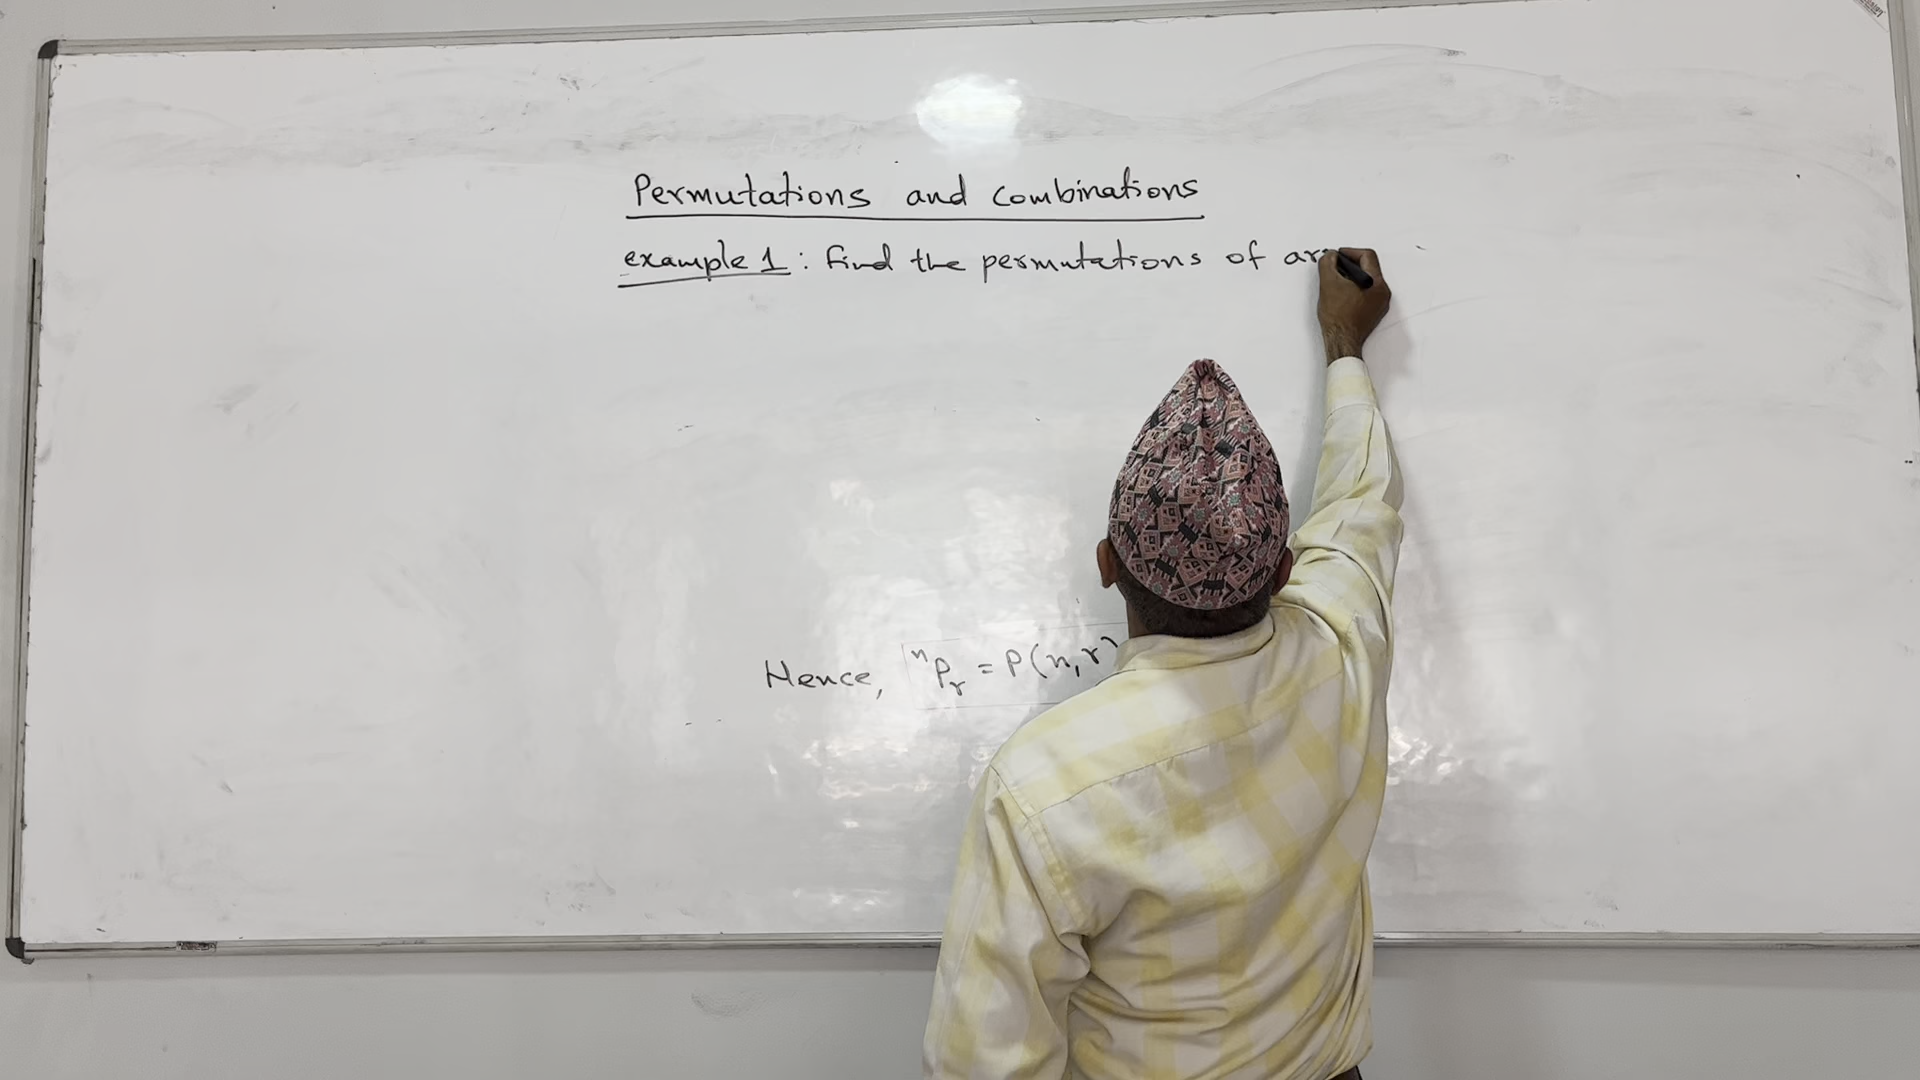 Permutations and combinations
example 1: find the permutations of
Hence, ⁿPᵣ = P(n,r)